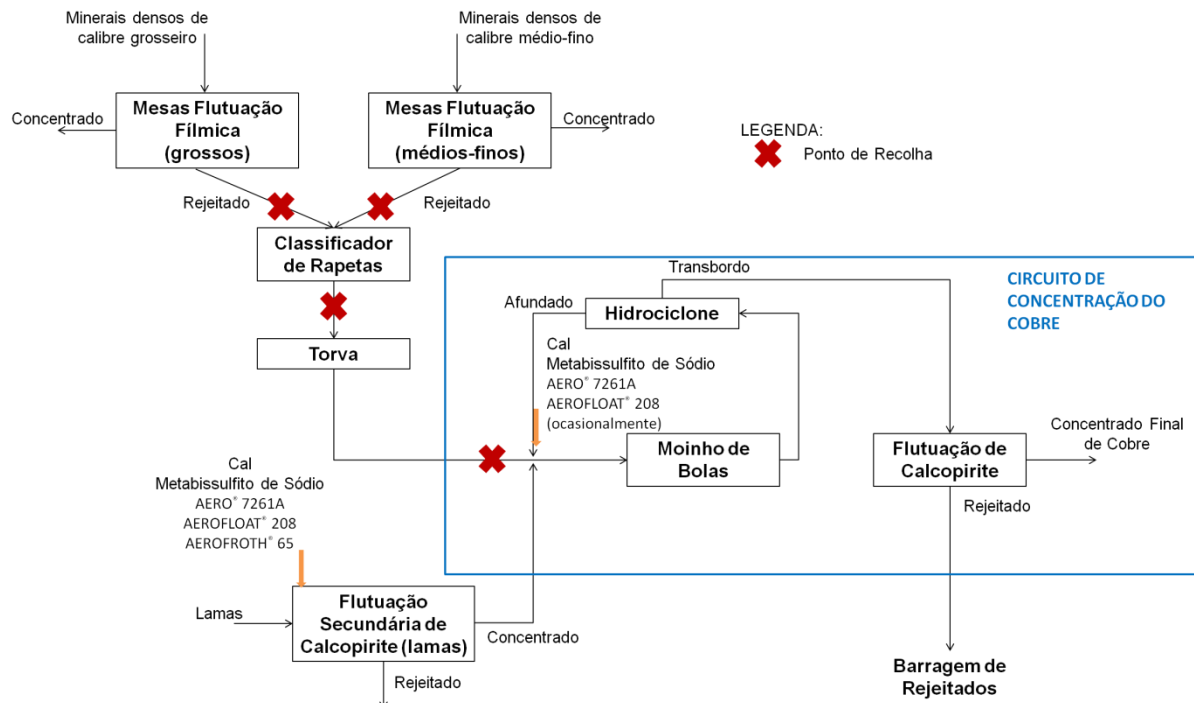 Minerais densos de
calibre grosseiro
Minerais densos de
calibre médio-fino
Mesas Flutuação
Fílmica
(grossos)
Mesas Flutuação
Fílmica
(médios-finos)
Concentrado
Concentrado
LEGENDA:
Ponto de Recolha
Rejeitado
Rejeitado
Classificador
de Rapetas
Transbordo
CIRCUITO DE
CONCENTRAÇÃO DO
COBRE
Afundado
Hidrociclone
Torva
Cal
Metabissulfito de Sódio
AERO® 7261A
AEROFLOAT® 208
(ocasionalmente)
Moinho de
Bolas
Flutuação de
Calcopirite
Concentrado Final
de Cobre
Rejeitado
Cal
Metabissulfito de Sódio
AERO® 7261A
AEROFLOAT® 208
AEROFROTH® 65
Lamas
Flutuação
Secundária de
Calcopirite (lamas)
Concentrado
Rejeitado
Barragem de
Rejeitados